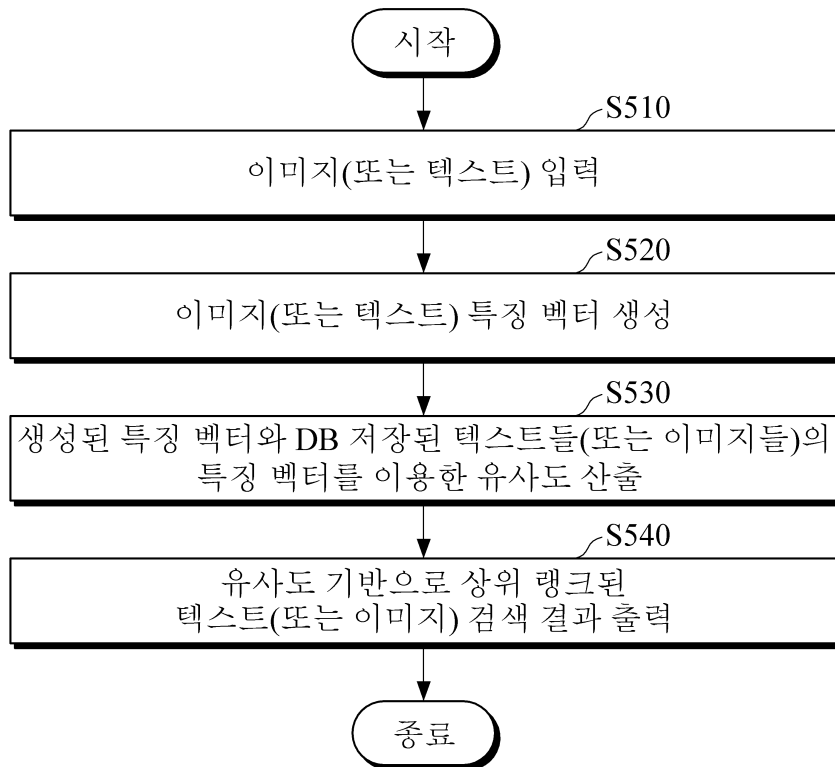 시작
S510
이미지(또는 텍스트) 입력
S520
이미지(또는 텍스트) 특징 벡터 생성
S530
생성된 특징 벡터와 DB 저장된 텍스트들(또는 이미지들)의
특징 벡터를 이용한 유사도 산출
S540
유사도 기반으로 상위 랭크된
텍스트(또는 이미지) 검색 결과 출력
종료